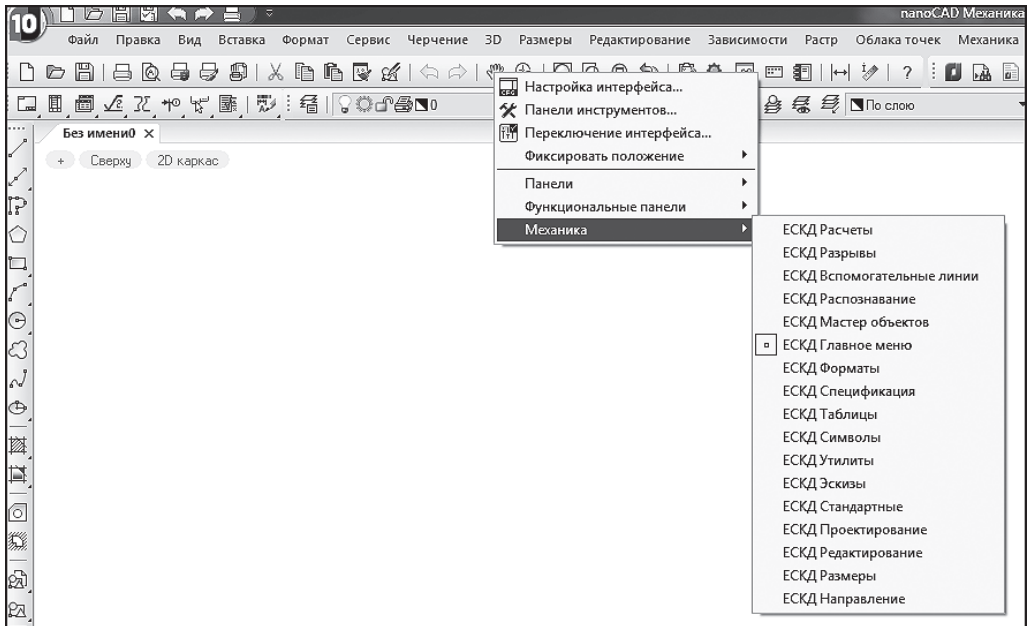 10
nanoCAD Механика
Файл Правка Вид Вставка Формат Сервис Черчение 3D Размеры Редактирование Зависимости Растр Облака точек Механика
0
По слою
Без имени0
+ Сверху 2D каркас
Настройка интерфейса...
Панели инструментов...
Переключение интерфейса...
Фиксировать положение
Панели
Функциональные панели
Механика
ЕСКД Расчеты
ЕСКД Разрывы
ЕСКД Вспомогательные линии
ЕСКД Распознавание
ЕСКД Мастер объектов
ЕСКД Главное меню
ЕСКД Форматы
ЕСКД Спецификация
ЕСКД Таблицы
ЕСКД Символы
ЕСКД Утилиты
ЕСКД Эскизы
ЕСКД Стандартные
ЕСКД Проектирование
ЕСКД Редактирование
ЕСКД Размеры
ЕСКД Направление